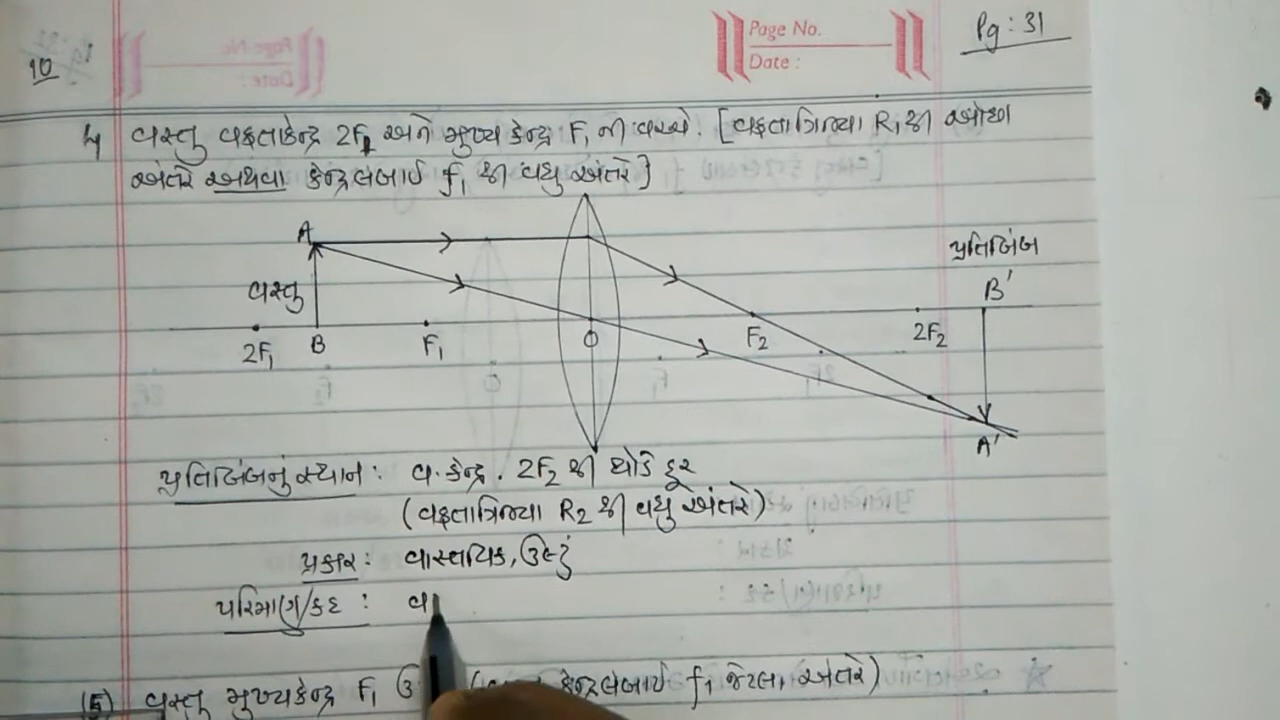 Page No.
Date :
Pg : 31
10
4 વસ્તુ વક્રતાકેન્દ્ર 2F₁ અને મુખ્ય કેન્દ્ર F₁ ની વચ્ચે. [વક્રતાત્રિજ્યા R₁થી ઓછા
અંતરે અથવા કેન્દ્રલંબાઈ f₁ થી વધુ અંતરે]
A
પ્રતિબિંબ
વસ્તુ
B'
2F₁ B F₁ O F₂ 2F₂
A'
પ્રતિબિંબનું સ્થાન : વ.કેન્દ્ર . 2F₂ થી થોડે દૂર
(વક્રતાત્રિજ્યા R₂ થી વધુ અંતરે)
પ્રકાર : વાસ્તવિક, ઉલ્ટું
પરિમાણ/કદ : વ
(5) વસ્તુ મુખ્યકેન્દ્ર F₁ કેન્દ્રલંબાઈ f₁ જેટલા અંતરે)